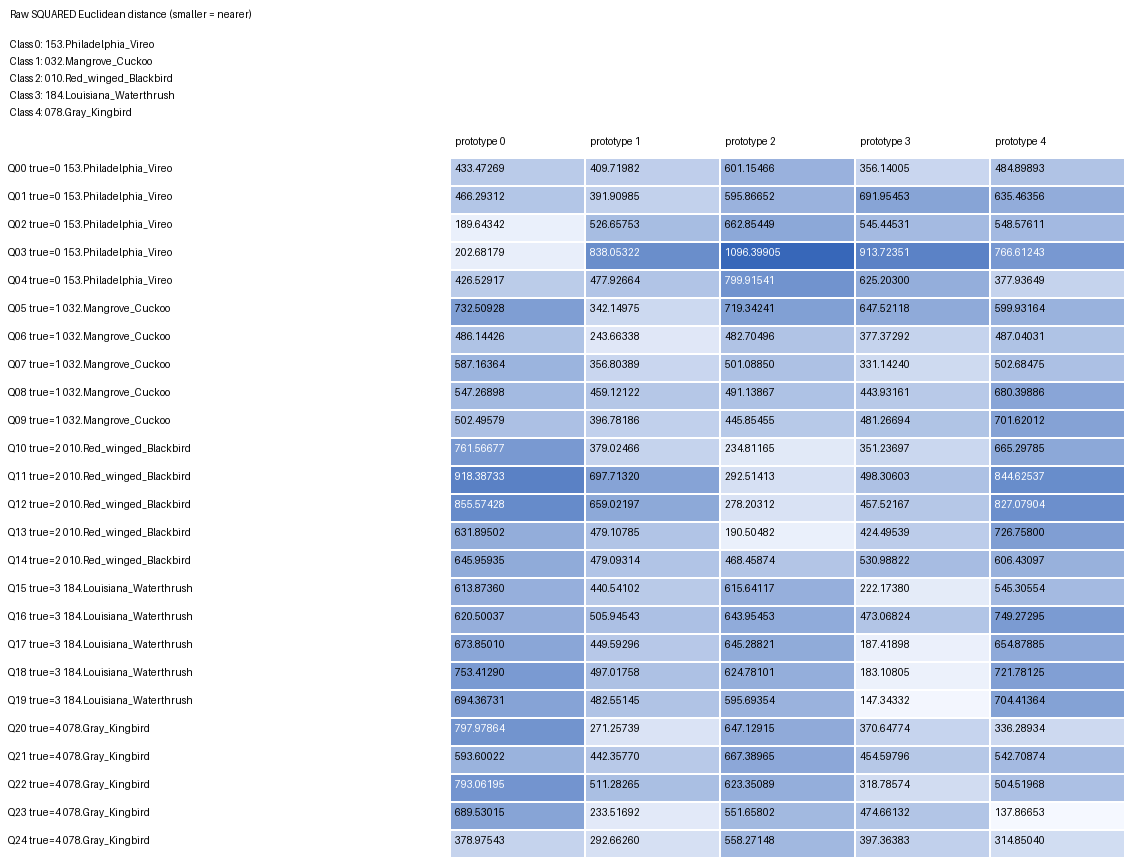 Raw SQUARED Euclidean distance (smaller = nearer)
Class 0: 153.Philadelphia_Vireo
Class 1: 032.Mangrove_Cuckoo
Class 2: 010.Red_winged_Blackbird
Class 3: 184.Louisiana_Waterthrush
Class 4: 078.Gray_Kingbird
prototype 0 prototype 1 prototype 2 prototype 3 prototype 4
Q00 true=0 153.Philadelphia_Vireo 433.47269 409.71982 601.15466 356.14005 484.89893
Q01 true=0 153.Philadelphia_Vireo 466.29312 391.90985 595.86652 691.95453 635.46356
Q02 true=0 153.Philadelphia_Vireo 189.64342 526.65753 662.85449 545.44531 548.57611
Q03 true=0 153.Philadelphia_Vireo 202.68179 838.05322 1096.39905 913.72351 766.61243
Q04 true=0 153.Philadelphia_Vireo 426.52917 477.92664 799.91541 625.20300 377.93649
Q05 true=1 032.Mangrove_Cuckoo 732.50928 342.14975 719.34241 647.52118 599.93164
Q06 true=1 032.Mangrove_Cuckoo 486.14426 243.66338 482.70496 377.37292 487.04031
Q07 true=1 032.Mangrove_Cuckoo 587.16364 356.80389 501.08850 331.14240 502.68475
Q08 true=1 032.Mangrove_Cuckoo 547.26898 459.12122 491.13867 443.93161 680.39886
Q09 true=1 032.Mangrove_Cuckoo 502.49579 396.78186 445.85455 481.26694 701.62012
Q10 true=2 010.Red_winged_Blackbird 761.56677 379.02466 234.81165 351.23697 665.29785
Q11 true=2 010.Red_winged_Blackbird 918.38733 697.71320 292.51413 498.30603 844.62537
Q12 true=2 010.Red_winged_Blackbird 855.57428 659.02197 278.20312 457.52167 827.07904
Q13 true=2 010.Red_winged_Blackbird 631.89502 479.10785 190.50482 424.49539 726.75800
Q14 true=2 010.Red_winged_Blackbird 645.95935 479.09314 468.45874 530.98822 606.43097
Q15 true=3 184.Louisiana_Waterthrush 613.87360 440.54102 615.64117 222.17380 545.30554
Q16 true=3 184.Louisiana_Waterthrush 620.50037 505.94543 643.95453 473.06824 749.27295
Q17 true=3 184.Louisiana_Waterthrush 673.85010 449.59296 645.28821 187.41898 654.87885
Q18 true=3 184.Louisiana_Waterthrush 753.41290 497.01758 624.78101 183.10805 721.78125
Q19 true=3 184.Louisiana_Waterthrush 694.36731 482.55145 595.69354 147.34332 704.41364
Q20 true=4 078.Gray_Kingbird 797.97864 271.25739 647.12915 370.64774 336.28934
Q21 true=4 078.Gray_Kingbird 593.60022 442.35770 667.38965 454.59796 542.70874
Q22 true=4 078.Gray_Kingbird 793.06195 511.28265 623.35089 318.78574 504.51968
Q23 true=4 078.Gray_Kingbird 689.53015 233.51692 551.65802 474.66132 137.86653
Q24 true=4 078.Gray_Kingbird 378.97543 292.66260 558.27148 397.36383 314.85040